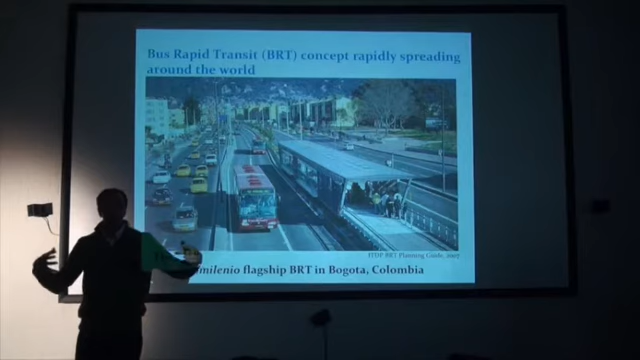 Bus Rapid Transit (BRT) concept rapidly spreading
around the world
ITDP BRT Planning Guide, 2007
milenio flagship BRT in Bogota, Colombia